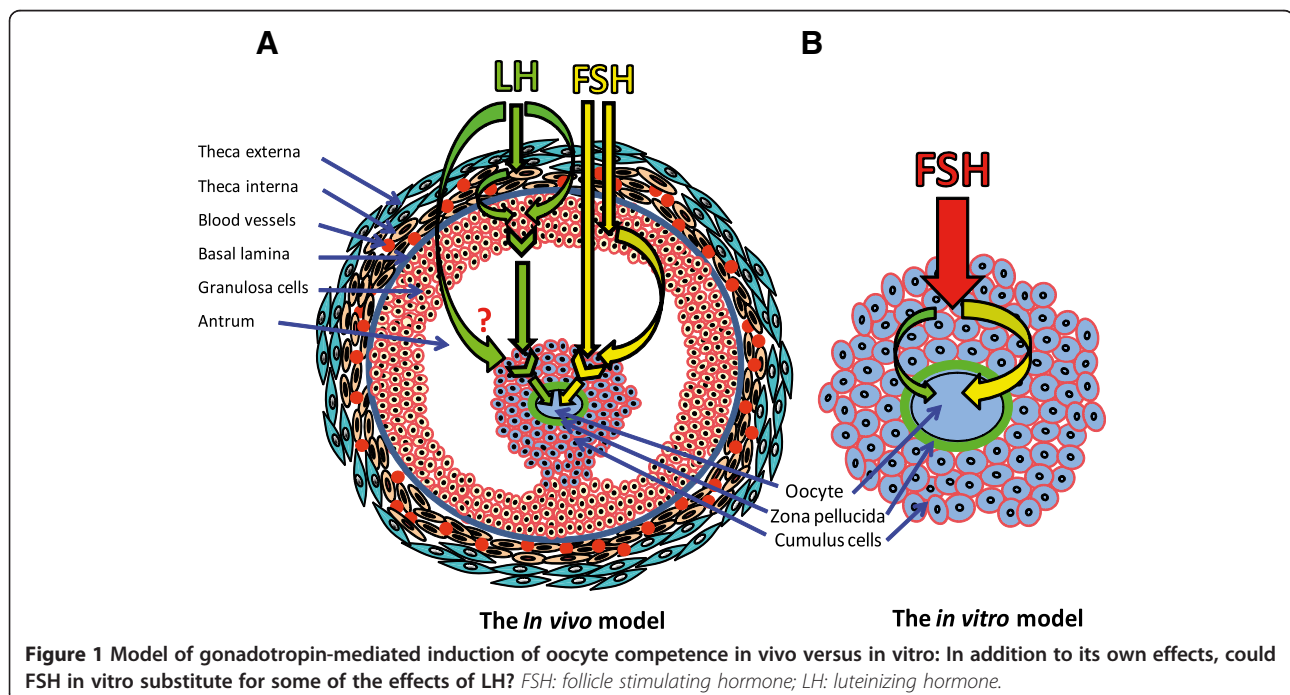 A
B
LH
FSH
Theca externa
Theca interna
Blood vessels
Basal lamina
Granulosa cells
Antrum
?
FSH
Oocyte
Zona pellucida
Cumulus cells
The In vivo model
The in vitro model
Figure 1 Model of gonadotropin-mediated induction of oocyte competence in vivo versus in vitro: In addition to its own effects, could
FSH in vitro substitute for some of the effects of LH? FSH: follicle stimulating hormone; LH: luteinizing hormone.